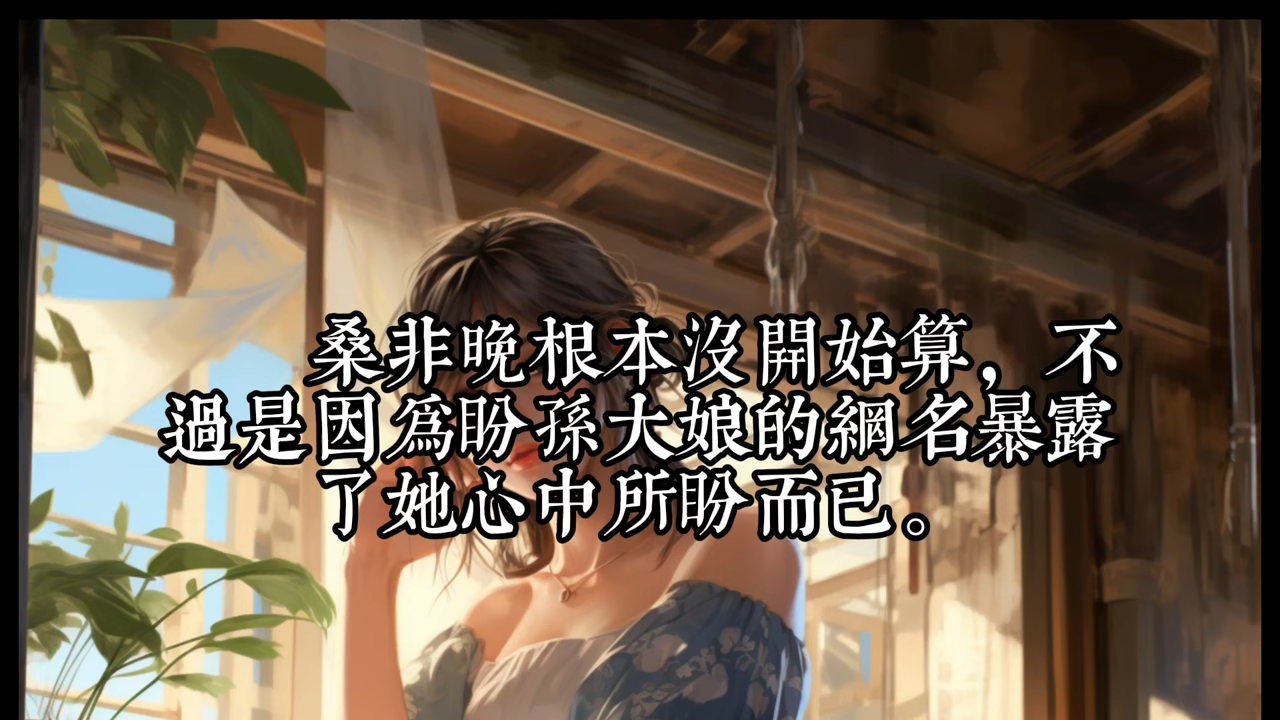 桑非晚根本沒開始算，不
過是因爲盼孫大娘的網名暴露
了她心中所盼而已。